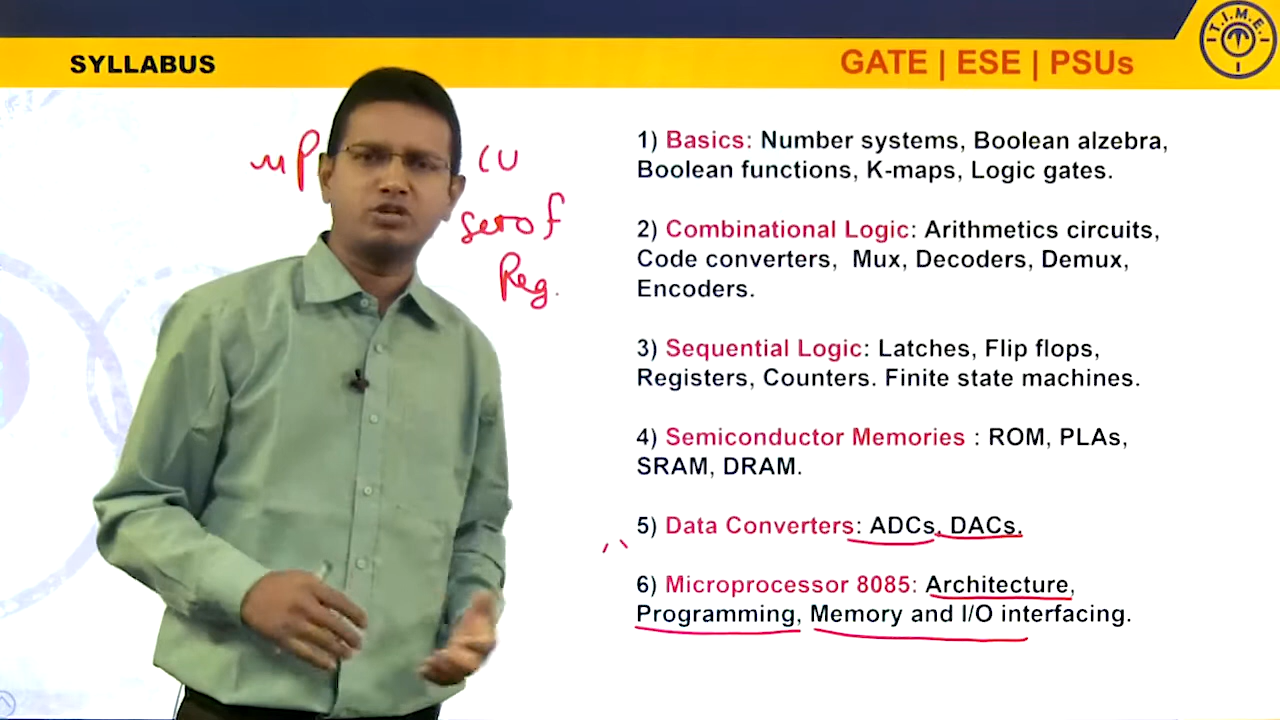 SYLLABUS
GATE | ESE | PSUs
T.I.M.E.
μP
CU
set of
Reg.
1) Basics: Number systems, Boolean alzebra,
Boolean functions, K-maps, Logic gates.
2) Combinational Logic: Arithmetics circuits,
Code converters, Mux, Decoders, Demux,
Encoders.
3) Sequential Logic: Latches, Flip flops,
Registers, Counters. Finite state machines.
4) Semiconductor Memories : ROM, PLAs,
SRAM, DRAM.
5) Data Converters: ADCs, DACs.
6) Microprocessor 8085: Architecture,
Programming, Memory and I/O interfacing.